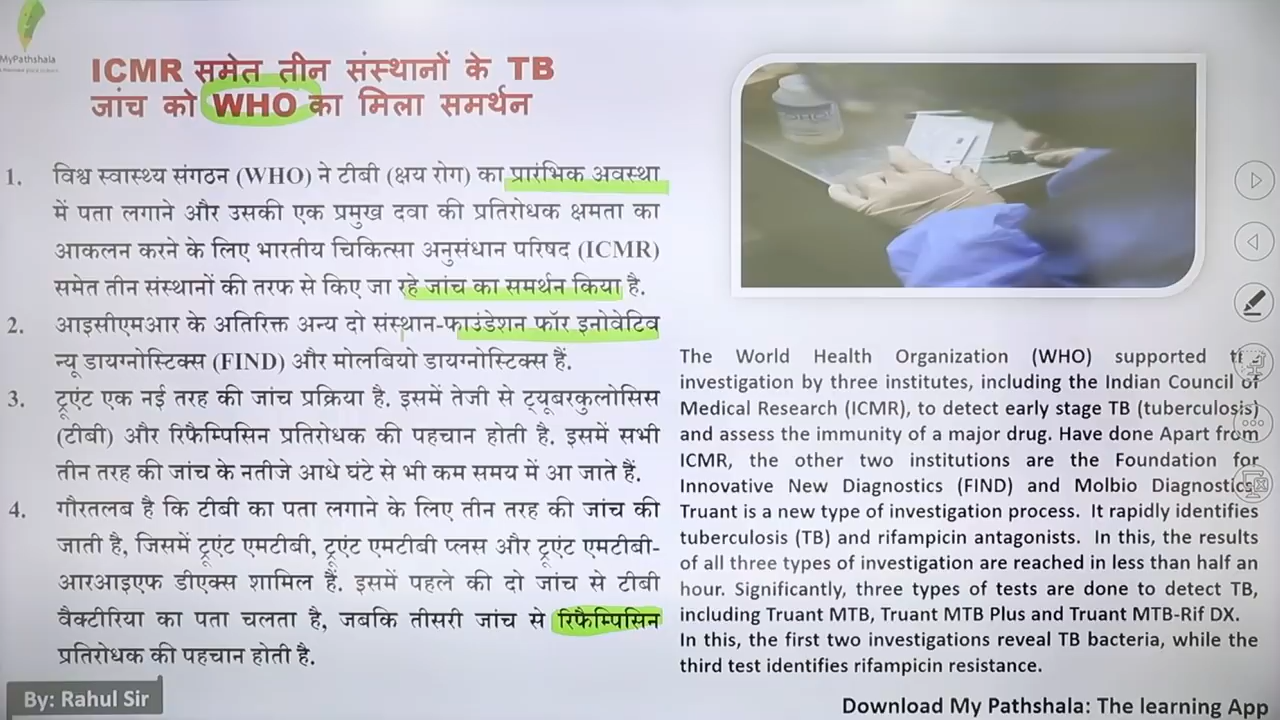 MyPathshala
ICMR समेत तीन संस्थानों के TB
जांच को WHO का मिला समर्थन
1. विश्व स्वास्थ्य संगठन (WHO) ने टीबी (क्षय रोग) का प्रारंभिक अवस्था
में पता लगाने और उसकी एक प्रमुख दवा की प्रतिरोधक क्षमता का
आकलन करने के लिए भारतीय चिकित्सा अनुसंधान परिषद (ICMR)
समेत तीन संस्थानों की तरफ से किए जा रहे जांच का समर्थन किया है.
2. आइसीएमआर के अतिरिक्त अन्य दो संस्थान-फाउंडेशन फॉर इनोवेटिव
न्यू डायग्नोस्टिक्स (FIND) और मोलबियो डायग्नोस्टिक्स हैं.
3. ट्रूएंट एक नई तरह की जांच प्रक्रिया है. इसमें तेजी से ट्यूबरकुलोसिस
(टीबी) और रिफैम्पिसिन प्रतिरोधक की पहचान होती है. इसमें सभी
तीन तरह की जांच के नतीजे आधे घंटे से भी कम समय में आ जाते हैं.
4. गौरतलब है कि टीबी का पता लगाने के लिए तीन तरह की जांच की
जाती है, जिसमें ट्रूएंट एमटीबी, ट्रूएंट एमटीबी प्लस और ट्रूएंट एमटीबी-
आरआइएफ डीएक्स शामिल हैं. इसमें पहले की दो जांच से टीबी
वैक्टीरिया का पता चलता है, जबकि तीसरी जांच से रिफैम्पिसिन
प्रतिरोधक की पहचान होती है.
The World Health Organization (WHO) supported
investigation by three institutes, including the Indian Council of
Medical Research (ICMR), to detect early stage TB (tuberculosis)
and assess the immunity of a major drug. Have done Apart from
ICMR, the other two institutions are the Foundation for
Innovative New Diagnostics (FIND) and Molbio Diagnostics.
Truant is a new type of investigation process. It rapidly identifies
tuberculosis (TB) and rifampicin antagonists. In this, the results
of all three types of investigation are reached in less than half an
hour. Significantly, three types of tests are done to detect TB,
including Truant MTB, Truant MTB Plus and Truant MTB-Rif DX.
In this, the first two investigations reveal TB bacteria, while the
third test identifies rifampicin resistance.
By: Rahul Sir
Download My Pathshala: The learning App